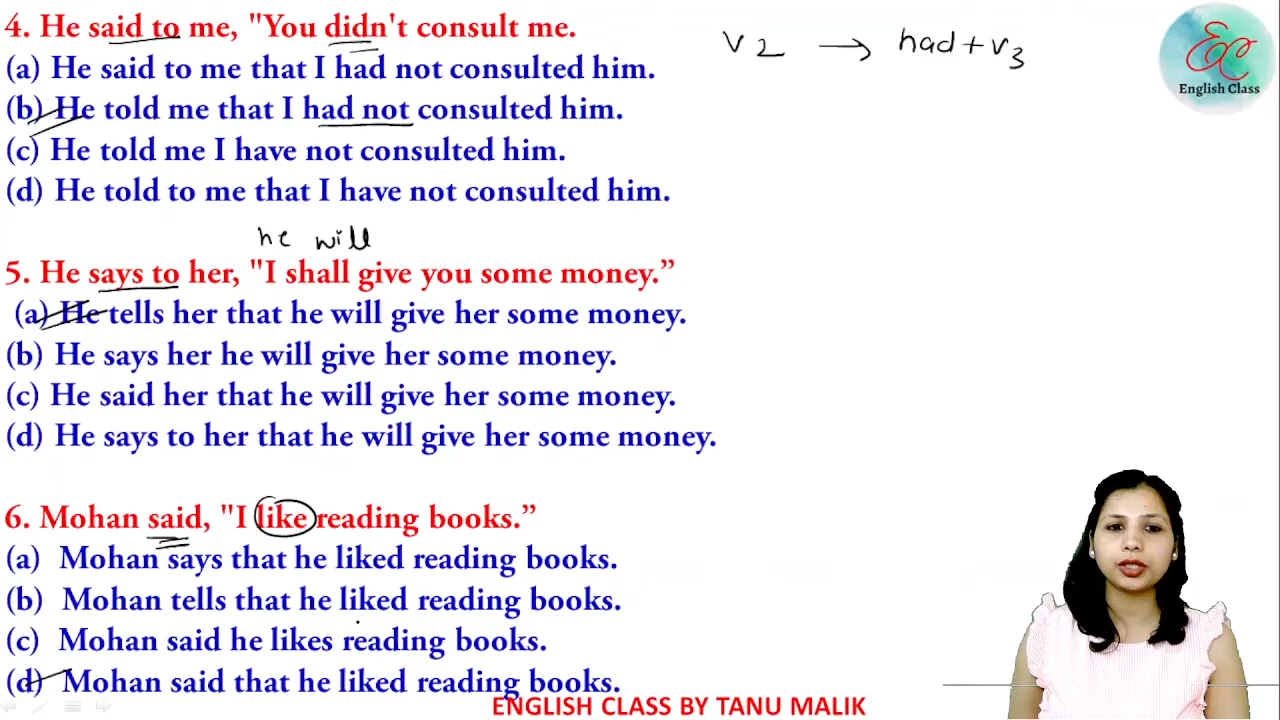 4. He said to me, "You didn't consult me.
(a) He said to me that I had not consulted him.
(b) He told me that I had not consulted him.
(c) He told me I have not consulted him.
(d) He told to me that I have not consulted him.
he will
5. He says to her, "I shall give you some money.”
(a) He tells her that he will give her some money.
(b) He says her he will give her some money.
(c) He said her that he will give her some money.
(d) He says to her that he will give her some money.
6. Mohan said, "I like reading books.”
(a) Mohan says that he liked reading books.
(b) Mohan tells that he liked reading books.
(c) Mohan said he likes reading books.
(d) Mohan said that he liked reading books.
v2 → had + v3
EC
English Class
ENGLISH CLASS BY TANU MALIK